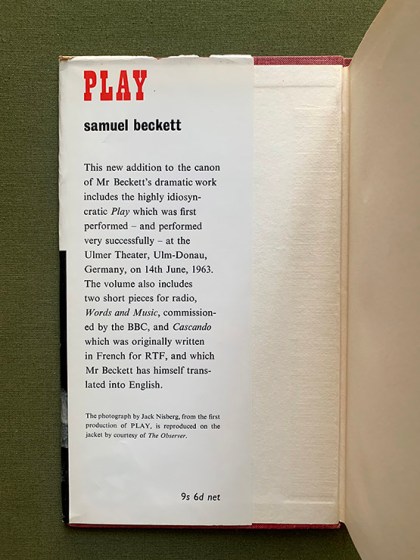 PLAY
samuel beckett
This new addition to the canon
of Mr Beckett's dramatic work
includes the highly idiosyn-
cratic Play which was first
performed – and performed
very successfully – at the
Ulmer Theater, Ulm-Donau,
Germany, on 14th June, 1963.
The volume also includes
two short pieces for radio,
Words and Music, commission-
ed by the BBC, and Cascando
which was originally written
in French for RTF, and which
Mr Beckett has himself trans-
lated into English.
The photograph by Jack Nisberg, from the first
production of PLAY, is reproduced on the
jacket by courtesy of The Observer.
9s 6d net